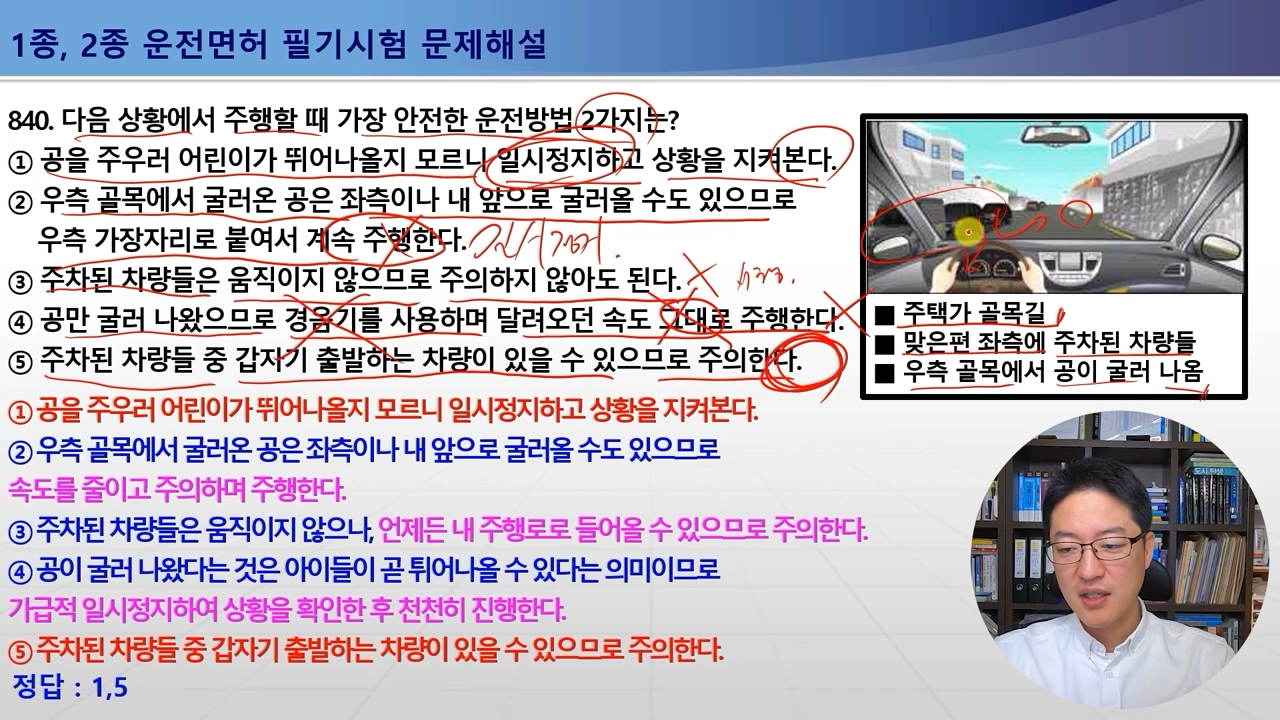 1종, 2종 운전면허 필기시험 문제해설
840. 다음 상황에서 주행할 때 가장 안전한 운전방법 2가지는?
① 공을 주우러 어린이가 뛰어나올지 모르니 일시정지하고 상황을 지켜본다.
② 우측 골목에서 굴러온 공은 좌측이나 내 앞으로 굴러올 수도 있으므로
우측 가장자리로 붙여서 계속 주행한다.
③ 주차된 차량들은 움직이지 않으므로 주의하지 않아도 된다.
④ 공만 굴러 나왔으므로 경음기를 사용하며 달려오던 속도 그대로 주행한다.
⑤ 주차된 차량들 중 갑자기 출발하는 차량이 있을 수 있으므로 주의한다.
■ 주택가 골목길
■ 맞은편 좌측에 주차된 차량들
■ 우측 골목에서 공이 굴러 나옴
① 공을 주우러 어린이가 뛰어나올지 모르니 일시정지하고 상황을 지켜본다.
② 우측 골목에서 굴러온 공은 좌측이나 내 앞으로 굴러올 수도 있으므로
속도를 줄이고 주의하며 주행한다.
③ 주차된 차량들은 움직이지 않으나, 언제든 내 주행로로 들어올 수 있으므로 주의한다.
④ 공이 굴러 나왔다는 것은 아이들이 곧 튀어나올 수 있다는 의미이므로
가급적 일시정지하여 상황을 확인한 후 천천히 진행한다.
⑤ 주차된 차량들 중 갑자기 출발하는 차량이 있을 수 있으므로 주의한다.
정답 : 1,5